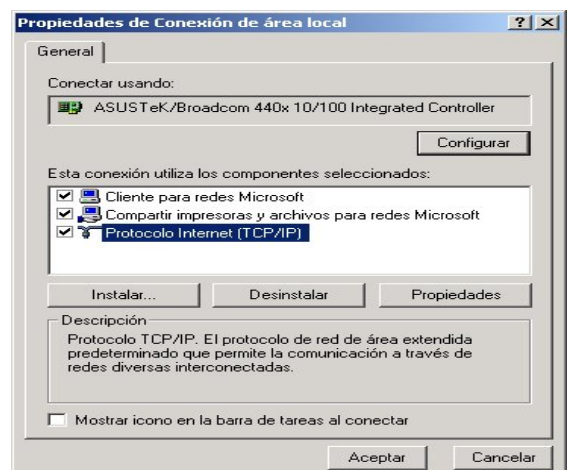 Propiedades de Conexión de área local
General
Conectar usando:
ASUSTeK/Broadcom 440x 10/100 Integrated Controller
Configurar
Esta conexión utiliza los componentes seleccionados:
Cliente para redes Microsoft
Compartir impresoras y archivos para redes Microsoft
Protocolo Internet (TCP/IP)
Instalar... Desinstalar Propiedades
Descripción
Protocolo TCP/IP. El protocolo de red de área extendida
predeterminado que permite la comunicación a través de
redes diversas interconectadas.
Mostrar icono en la barra de tareas al conectar
Aceptar Cancelar